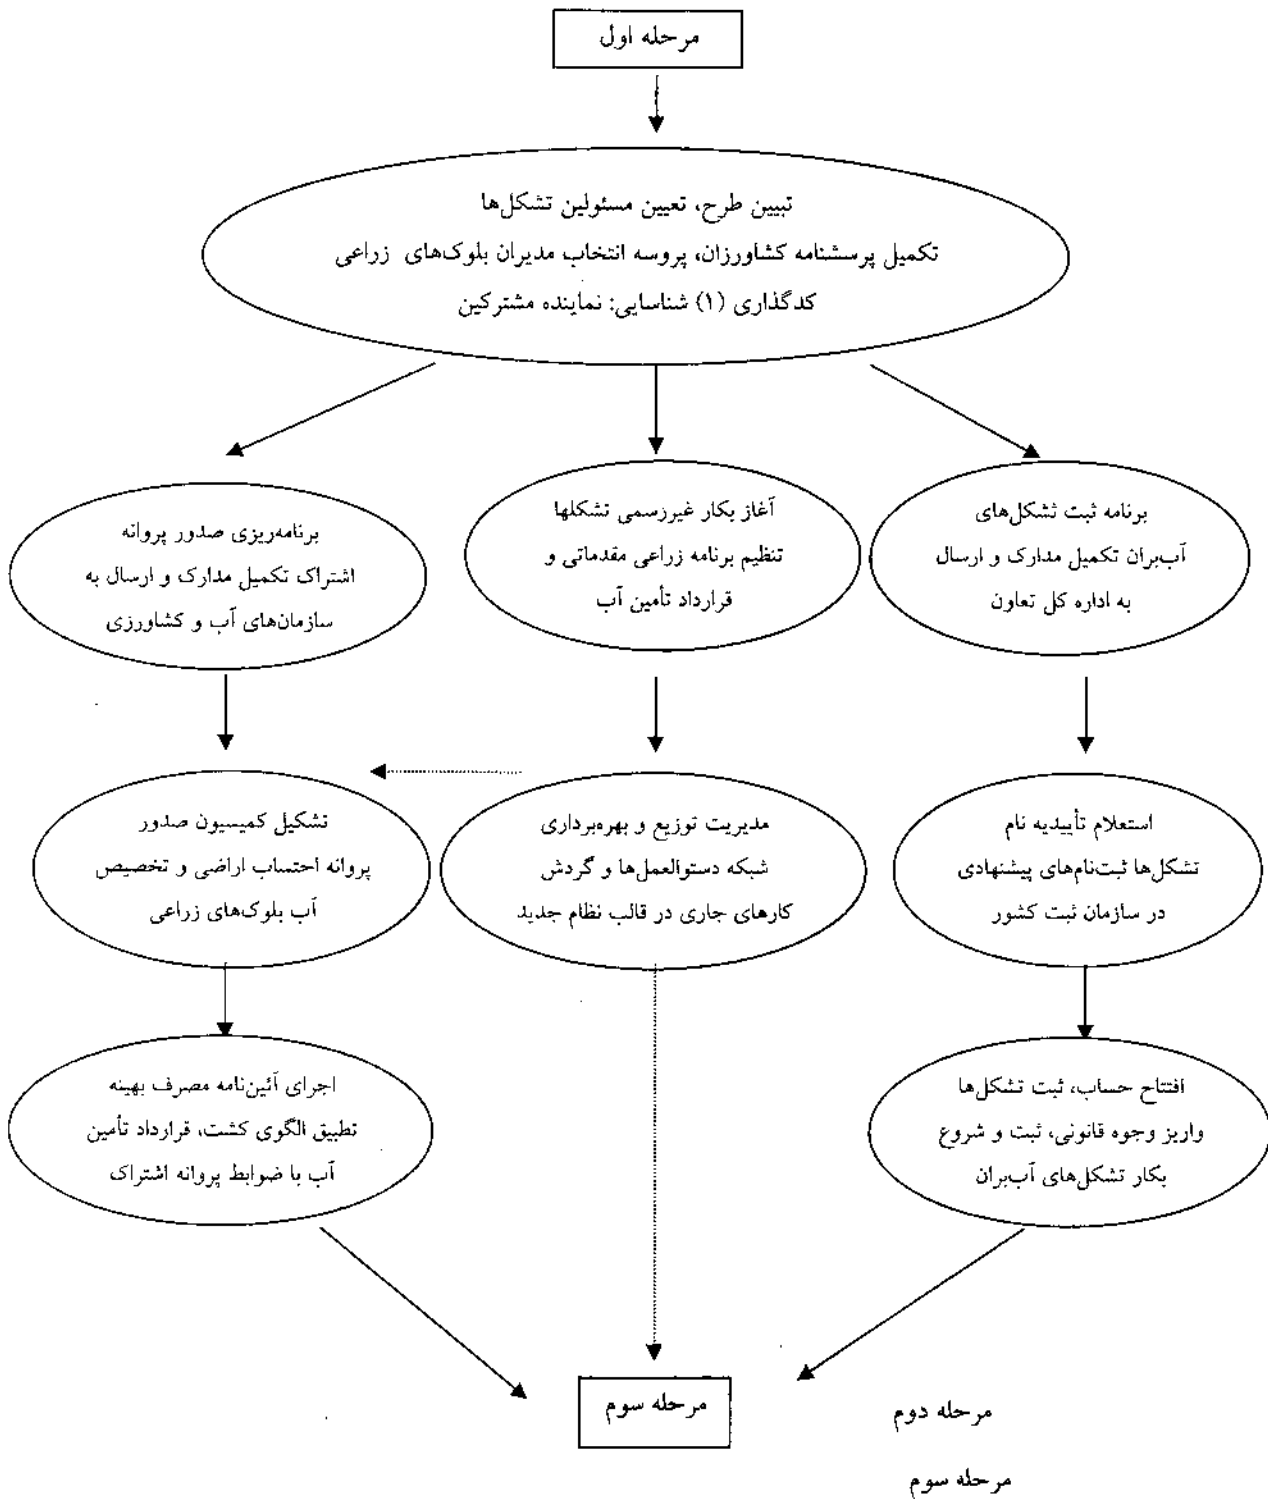 مرحله اول
تبیین طرح، تعیین مسئولین تشکل‌ها
تکمیل پرسشنامه کشاورزان، پروسه انتخاب مدیران بلوک‌های زراعی
کدگذاری (۱) شناسایی: نماینده مشترکین
برنامه ثبت تشکل‌های
آب‌بران تکمیل مدارک و ارسال
به اداره کل تعاون
آغاز بکار غیررسمی تشکلها
تنظیم برنامه زراعی مقدماتی و
قرارداد تأمین آب
برنامه‌ریزی صدور پروانه
اشتراک تکمیل مدارک و ارسال به
سازمان‌های آب و کشاورزی
استعلام تأییدیه نام
تشکل‌ها ثبت‌نام‌های پیشنهادی
در سازمان ثبت کشور
مدیریت توزیع و بهره‌برداری
شبکه دستوالعمل‌ها و گردش
کارهای جاری در قالب نظام جدید
تشکیل کمیسیون صدور
پروانه احتساب اراضی و تخصیص
آب بلوک‌های زراعی
افتتاح حساب، ثبت تشکل‌ها
واریز وجوه قانونی، ثبت و شروع
بکار تشکل‌های آب‌بران
اجرای آئین‌نامه مصرف بهینه
تطبیق الگوی کشت، قرارداد تأمین
آب با ضوابط پروانه اشتراک
مرحله سوم
مرحله دوم
مرحله سوم